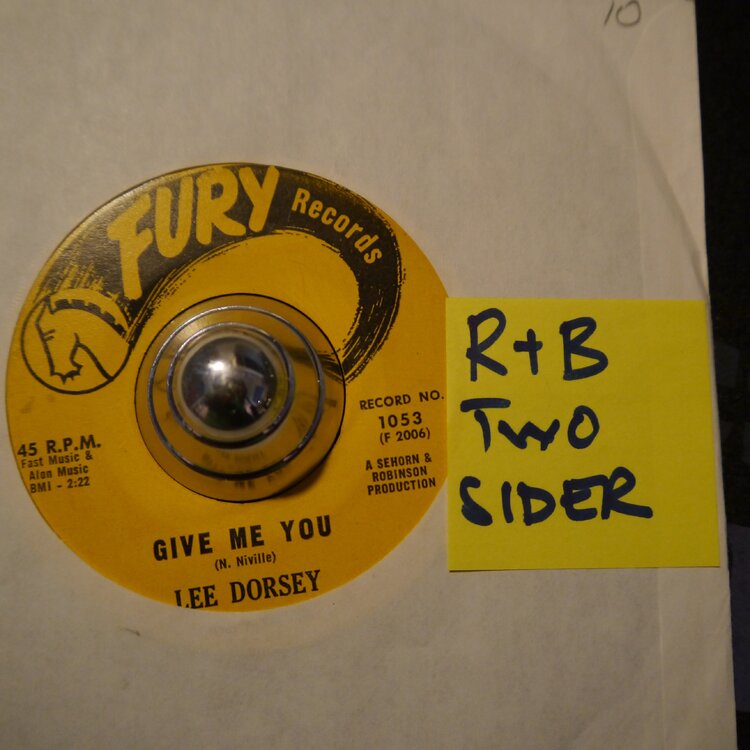 10
FURY Records
RECORD NO.
1053
(F 2006)
45 R.P.M.
Fast Music &
Alon Music
BMI - 2:22
A SEHORN &
ROBINSON
PRODUCTION
GIVE ME YOU
(N. Niville)
LEE DORSEY
R+B
TWO
SIDER